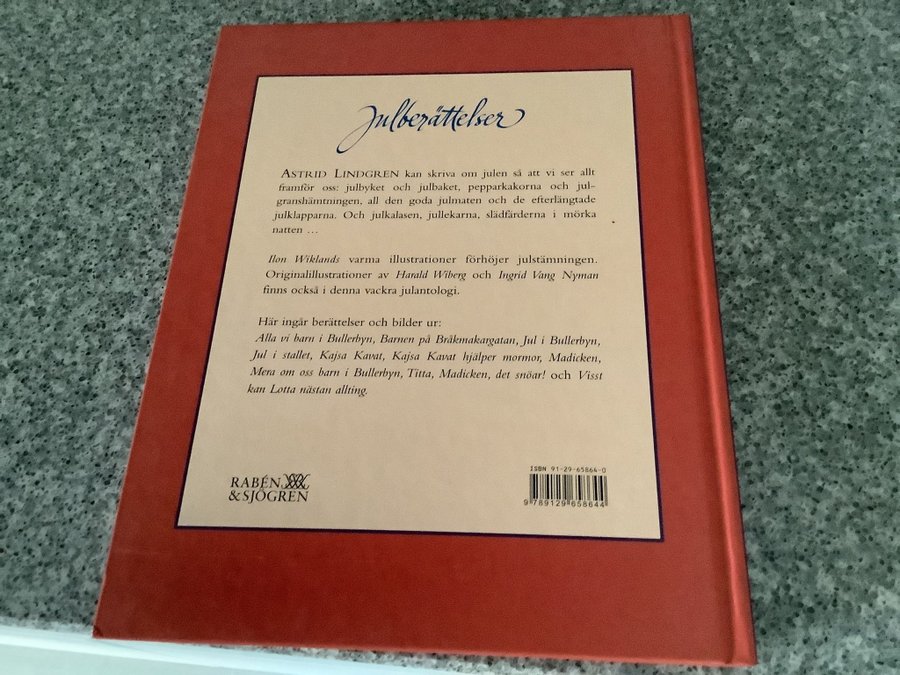 Julberättelser
ASTRID LINDGREN kan skriva om julen så att vi ser allt
framför oss: julbyket och julbaket, pepparkakorna och jul-
granshämtningen, all den goda julmaten och de efterlängtade
julklapparna. Och julkalasen, jullekarna, slädfärderna i mörka
natten ...
Ilon Wiklands varma illustrationer förhöjer julstämningen.
Originalillustrationer av Harald Wiberg och Ingrid Vang Nyman
finns också i denna vackra julantologi.
Här ingår berättelser och bilder ur:
Alla vi barn i Bullerbyn, Barnen på Bråkmakargatan, Jul i Bullerbyn,
Jul i stallet, Kajsa Kavat, Kajsa Kavat hjälper mormor, Madicken,
Mera om oss barn i Bullerbyn, Titta, Madicken, det snöar! och Visst
kan Lotta nästan allting.
RABÉN
& SJÖGREN
ISBN 91-29-65864-0
9 789129 658644